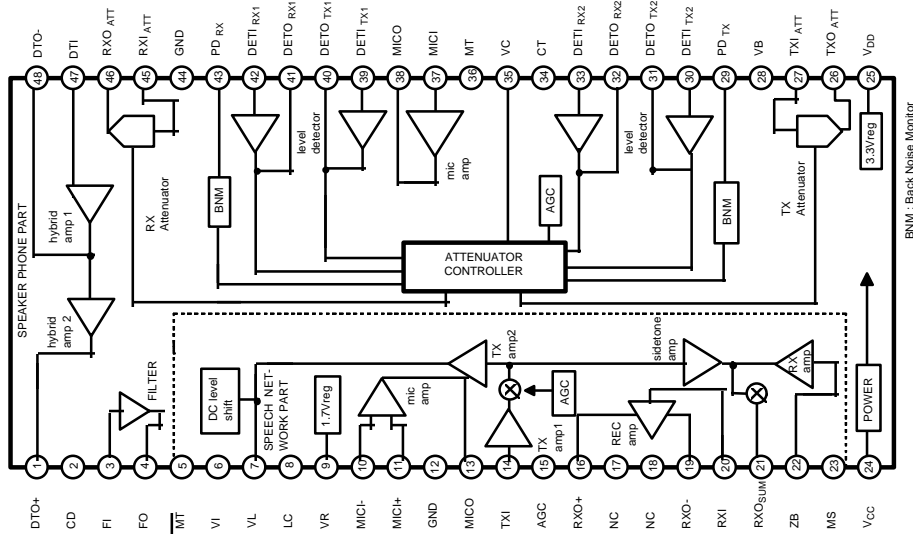 DTO-
DTI
RXO ATT
RXI ATT
GND
PD RX
DETI RX1
DETO RX1
DETO TX1
DETI TX1
MICO
MICI
MT
VC
CT
DETI RX2
DETO RX2
DETO TX2
DETI TX2
PD TX
VB
TXI ATT
TXO ATT
VDD
48
47
46
45
44
43
42
41
40
39
38
37
36
35
34
33
32
31
30
29
28
27
26
25
SPEAKER PHONE PART
hybrid
amp 1
hybrid
amp 2
RX
Attenuator
BNM
level
detector
mic
amp
AGC
level
detector
BNM
TX
Attenuator
3.3Vreg
ATTENUATOR
CONTROLLER
FILTER
DC level
shift
SPEECH NET-
WORK PART
1.7Vreg
mic
amp
TX
amp2
TX
amp1
AGC
REC
amp
sidetone
amp
RX
amp
POWER
1
2
3
4
5
6
7
8
9
10
11
12
13
14
15
16
17
18
19
20
21
22
23
24
DTO+
CD
FI
FO
MT
VI
VL
LC
VR
MICI-
MICI+
GND
MICO
TXI
AGC
RXO+
NC
NC
RXO-
RXI
RXOSUM
ZB
MS
VCC
BNM : Back Noise Monitor